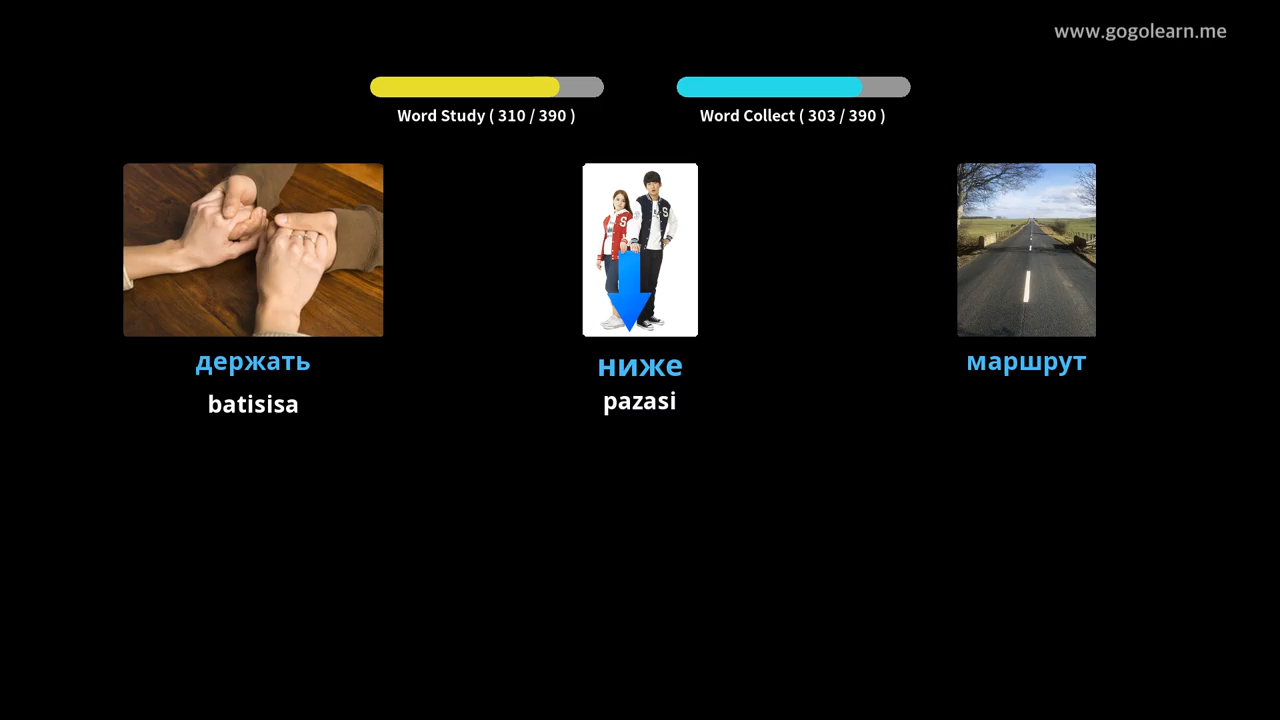 www.gogolearn.me
Word Study ( 310 / 390 )
Word Collect ( 303 / 390 )
S
S
держать
batisisa
ниже
pazasi
маршрут